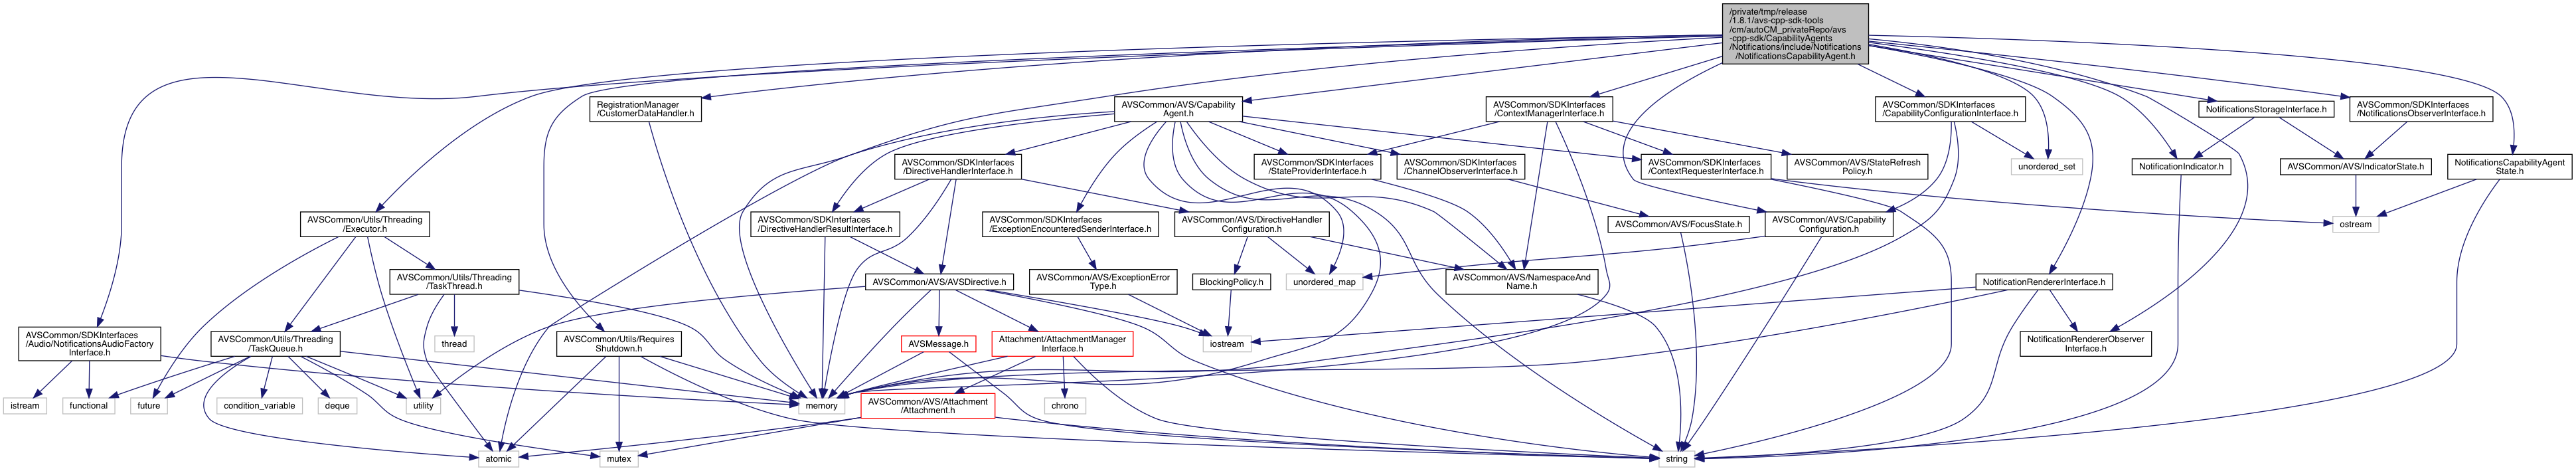 /private/tmp/release
/1.8.1/avs-cpp-sdk-tools
/cm/autoCM_privateRepo/avs
-cpp-sdk/CapabilityAgents
/Notifications/include/Notifications
/NotificationsCapabilityAgent.h
RegistrationManager
/CustomerDataHandler.h
AVSCommon/AVS/Capability
Agent.h
AVSCommon/SDKInterfaces
/ContextManagerInterface.h
AVSCommon/SDKInterfaces
/CapabilityConfigurationInterface.h
NotificationsStorageInterface.h
AVSCommon/SDKInterfaces
/NotificationsObserverInterface.h
AVSCommon/SDKInterfaces
/DirectiveHandlerInterface.h
AVSCommon/SDKInterfaces
/StateProviderInterface.h
AVSCommon/SDKInterfaces
/ChannelObserverInterface.h
AVSCommon/SDKInterfaces
/ContextRequesterInterface.h
AVSCommon/AVS/StateRefresh
Policy.h
unordered_set
NotificationIndicator.h
AVSCommon/AVS/IndicatorState.h
NotificationsCapabilityAgent
State.h
AVSCommon/Utils/Threading
/Executor.h
AVSCommon/SDKInterfaces
/DirectiveHandlerResultInterface.h
AVSCommon/SDKInterfaces
/ExceptionEncounteredSenderInterface.h
AVSCommon/AVS/DirectiveHandler
Configuration.h
AVSCommon/AVS/FocusState.h
AVSCommon/AVS/Capability
Configuration.h
ostream
AVSCommon/Utils/Threading
/TaskThread.h
AVSCommon/AVS/AVSDirective.h
AVSCommon/AVS/ExceptionError
Type.h
BlockingPolicy.h
unordered_map
AVSCommon/AVS/NamespaceAnd
Name.h
NotificationRendererInterface.h
AVSCommon/SDKInterfaces
/Audio/NotificationsAudioFactory
Interface.h
AVSCommon/Utils/Threading
/TaskQueue.h
thread
AVSCommon/Utils/Requires
Shutdown.h
AVSMessage.h
Attachment/AttachmentManager
Interface.h
iostream
NotificationRendererObserver
Interface.h
istream
functional
future
condition_variable
deque
utility
memory
AVSCommon/AVS/Attachment
/Attachment.h
chrono
atomic
mutex
string